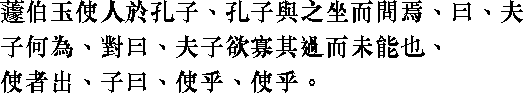 蘧伯玉使人於孔子、孔子與之坐而問焉、曰、夫
子何為、對曰、夫子欲寡其過而未能也、
使者出、子曰、使乎、使乎。